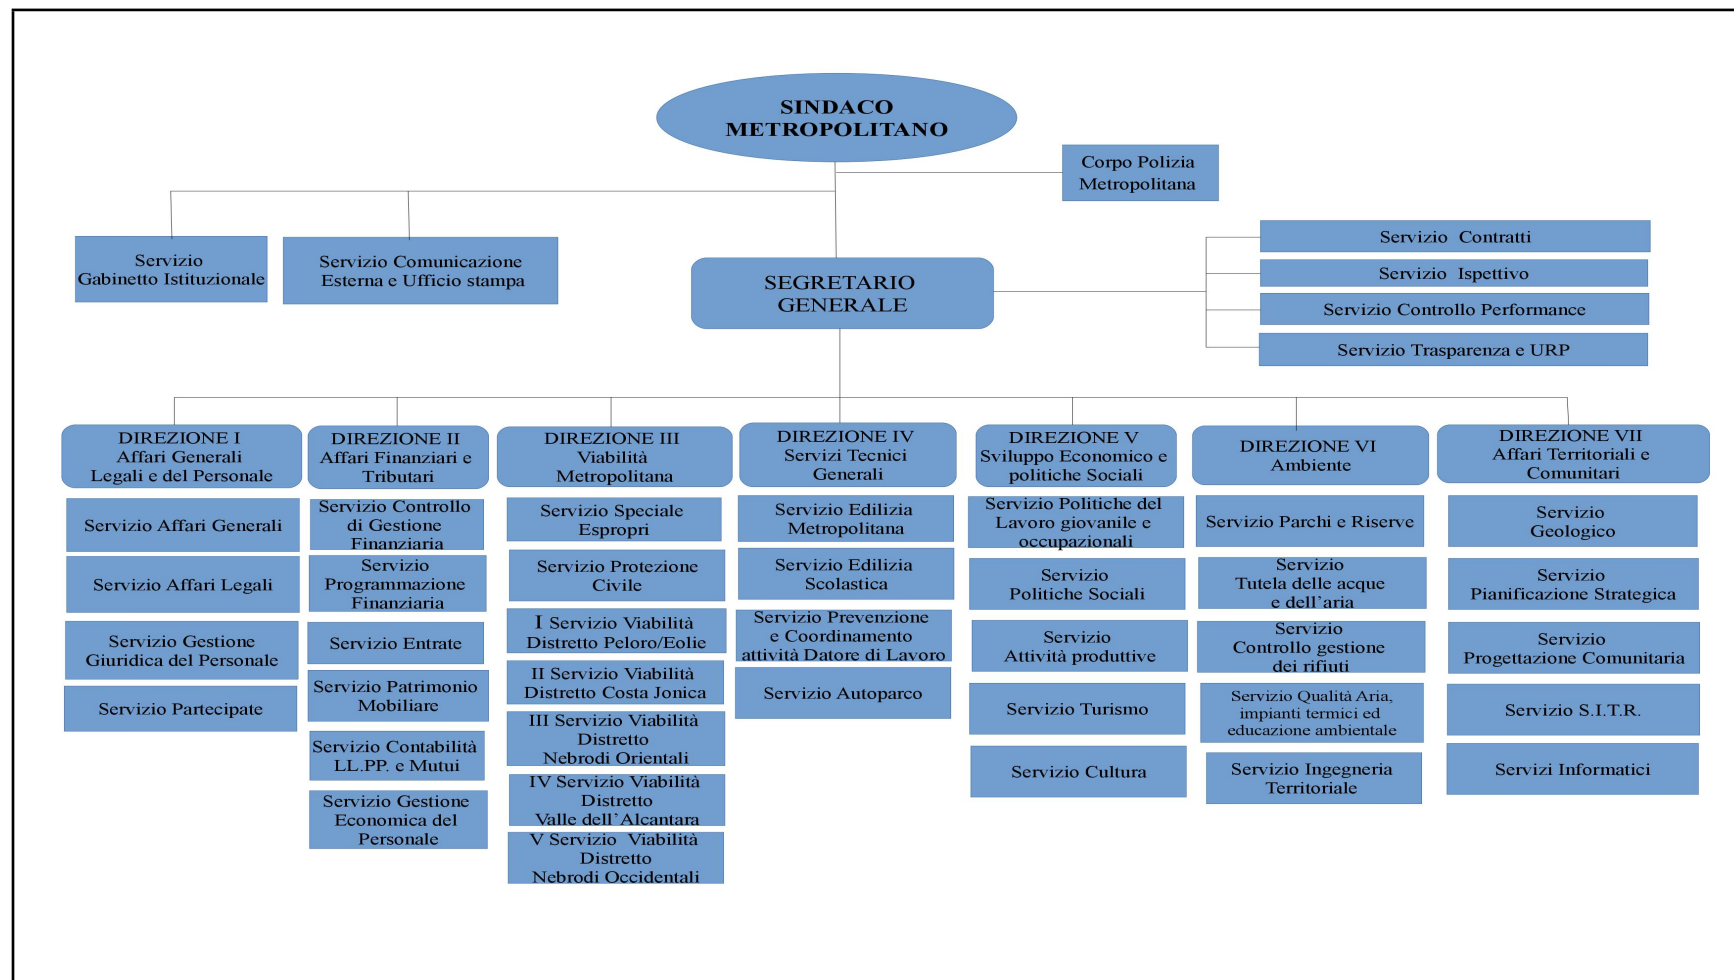 SINDACO
METROPOLITANO
Corpo Polizia
Metropolitana
Servizio
Gabinetto Istituzionale
Servizio Comunicazione
Esterna e Ufficio stampa
SEGRETARIO
GENERALE
Servizio Contratti
Servizio Ispettivo
Servizio Controllo Performance
Servizio Trasparenza e URP
DIREZIONE I
Affari Generali
Legali e del Personale
Servizio Affari Generali
Servizio Affari Legali
Servizio Gestione
Giuridica del Personale
Servizio Partecipate
DIREZIONE II
Affari Finanziari e
Tributari
Servizio Controllo
di Gestione
Finanziaria
Servizio
Programmazione
Finanziaria
Servizio Entrate
Servizio Patrimonio
Mobiliare
Servizio Contabilità
LL.PP. e Mutui
Servizio Gestione
Economica del
Personale
DIREZIONE III
Viabilità
Metropolitana
Servizio Speciale
Espropri
Servizio Protezione
Civile
I Servizio Viabilità
Distretto Peloro/Eolie
II Servizio Viabilità
Distretto Costa Jonica
III Servizio Viabilità
Distretto
Nebrodi Orientali
IV Servizio Viabilità
Distretto
Valle dell’Alcantara
V Servizio Viabilità
Distretto
Nebrodi Occidentali
DIREZIONE IV
Servizi Tecnici
Generali
Servizio Edilizia
Metropolitana
Servizio Edilizia
Scolastica
Servizio Prevenzione
e Coordinamento
attività Datore di Lavoro
Servizio Autoparco
DIREZIONE V
Sviluppo Economico e
politiche Sociali
Servizio Politiche del
Lavoro giovanile e
occupazionali
Servizio
Politiche Sociali
Servizio
Attività produttive
Servizio Turismo
Servizio Cultura
DIREZIONE VI
Ambiente
Servizio Parchi e Riserve
Servizio
Tutela delle acque
e dell’aria
Servizio
Controllo gestione
dei rifiuti
Servizio Qualità Aria,
impianti termici ed
educazione ambientale
Servizio Ingegneria
Territoriale
DIREZIONE VII
Affari Territoriali e
Comunitari
Servizio
Geologico
Servizio
Pianificazione Strategica
Servizio
Progettazione Comunitaria
Servizio S.I.T.R.
Servizi Informatici